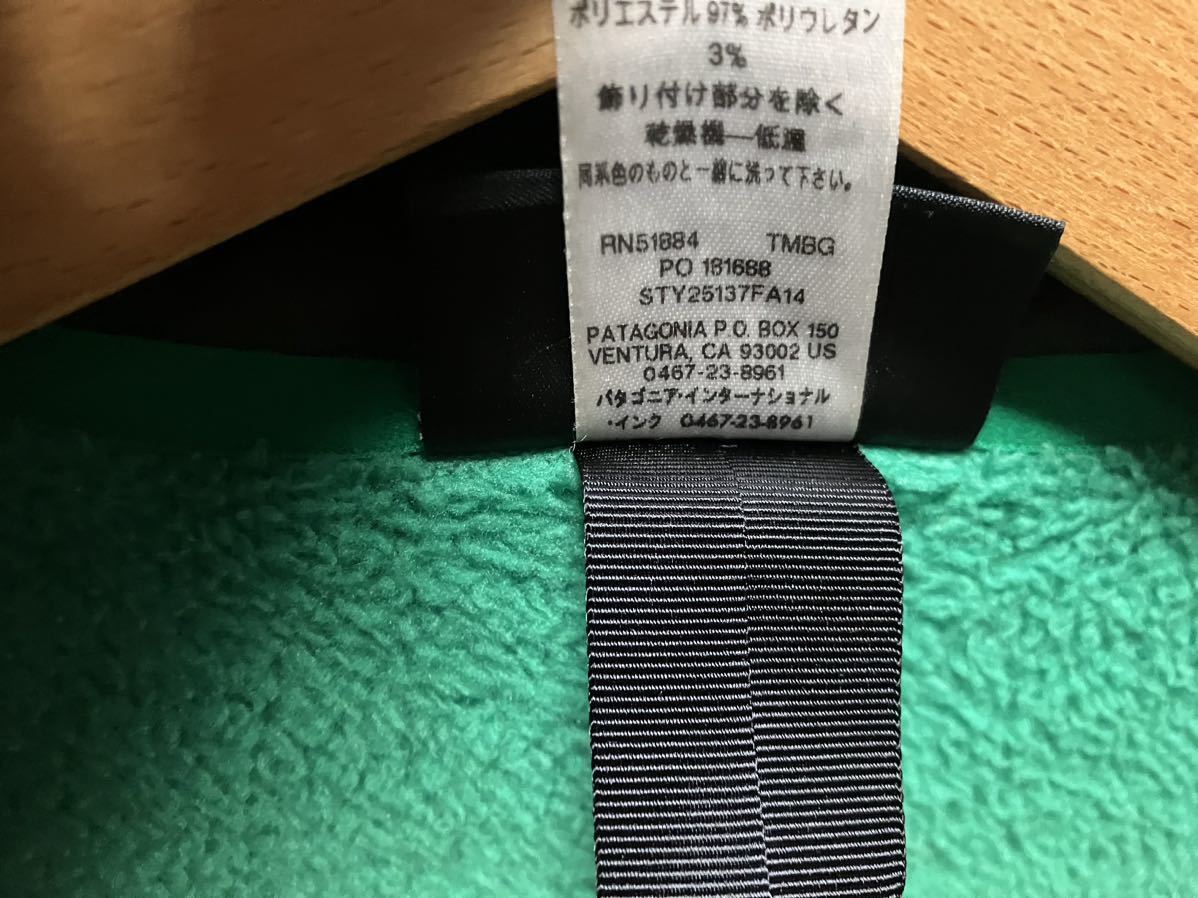 ポリエステル 97% ポリウレタン
3%
飾り付け部分を除く
乾燥機—低温
同系色のものと一緒に洗って下さい。
RN51884 TMBG
PO 181688
STY25137FA14
PATAGONIA P.O. BOX 150
VENTURA, CA 93002 US
0467-23-8961
パタゴニア・インターナショナル
・インク 0467-23-8961